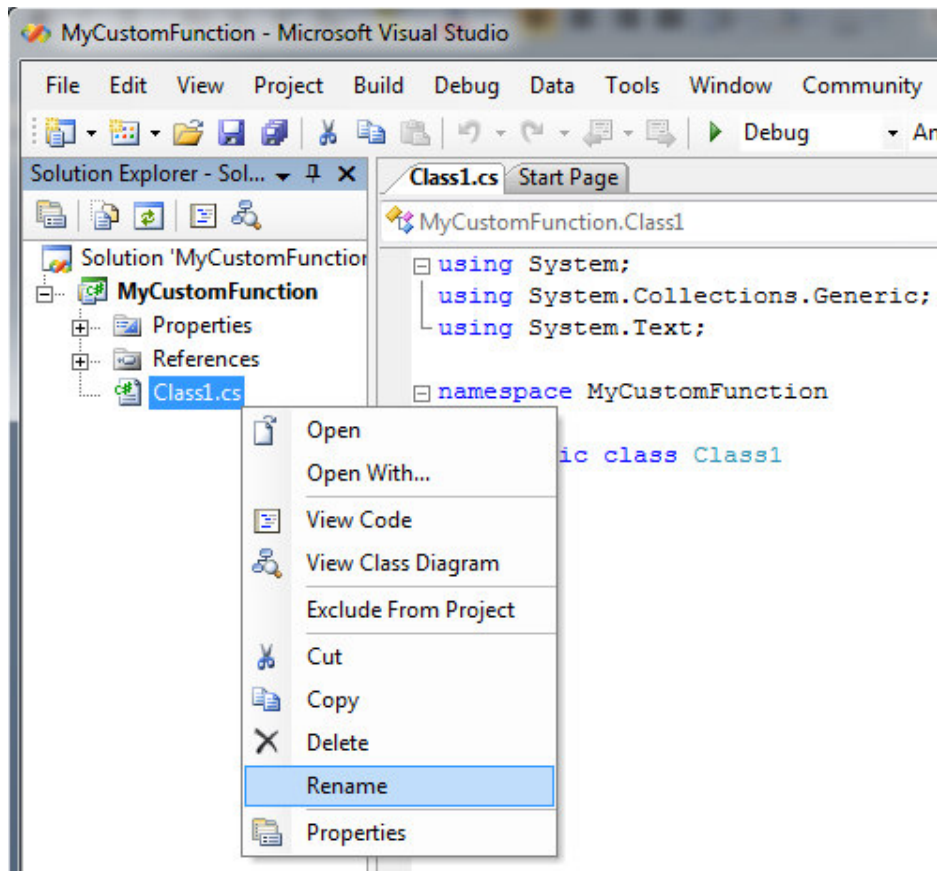 MyCustomFunction - Microsoft Visual Studio
File Edit View Project Build Debug Data Tools Window Community
Debug
Solution Explorer - Sol...
Class1.cs Start Page
MyCustomFunction.Class1
Solution 'MyCustomFunction
MyCustomFunction
Properties
References
Class1.cs
using System;
using System.Collections.Generic;
using System.Text;
namespace MyCustomFunction
ic class Class1
Open
Open With...
View Code
View Class Diagram
Exclude From Project
Cut
Copy
Delete
Rename
Properties